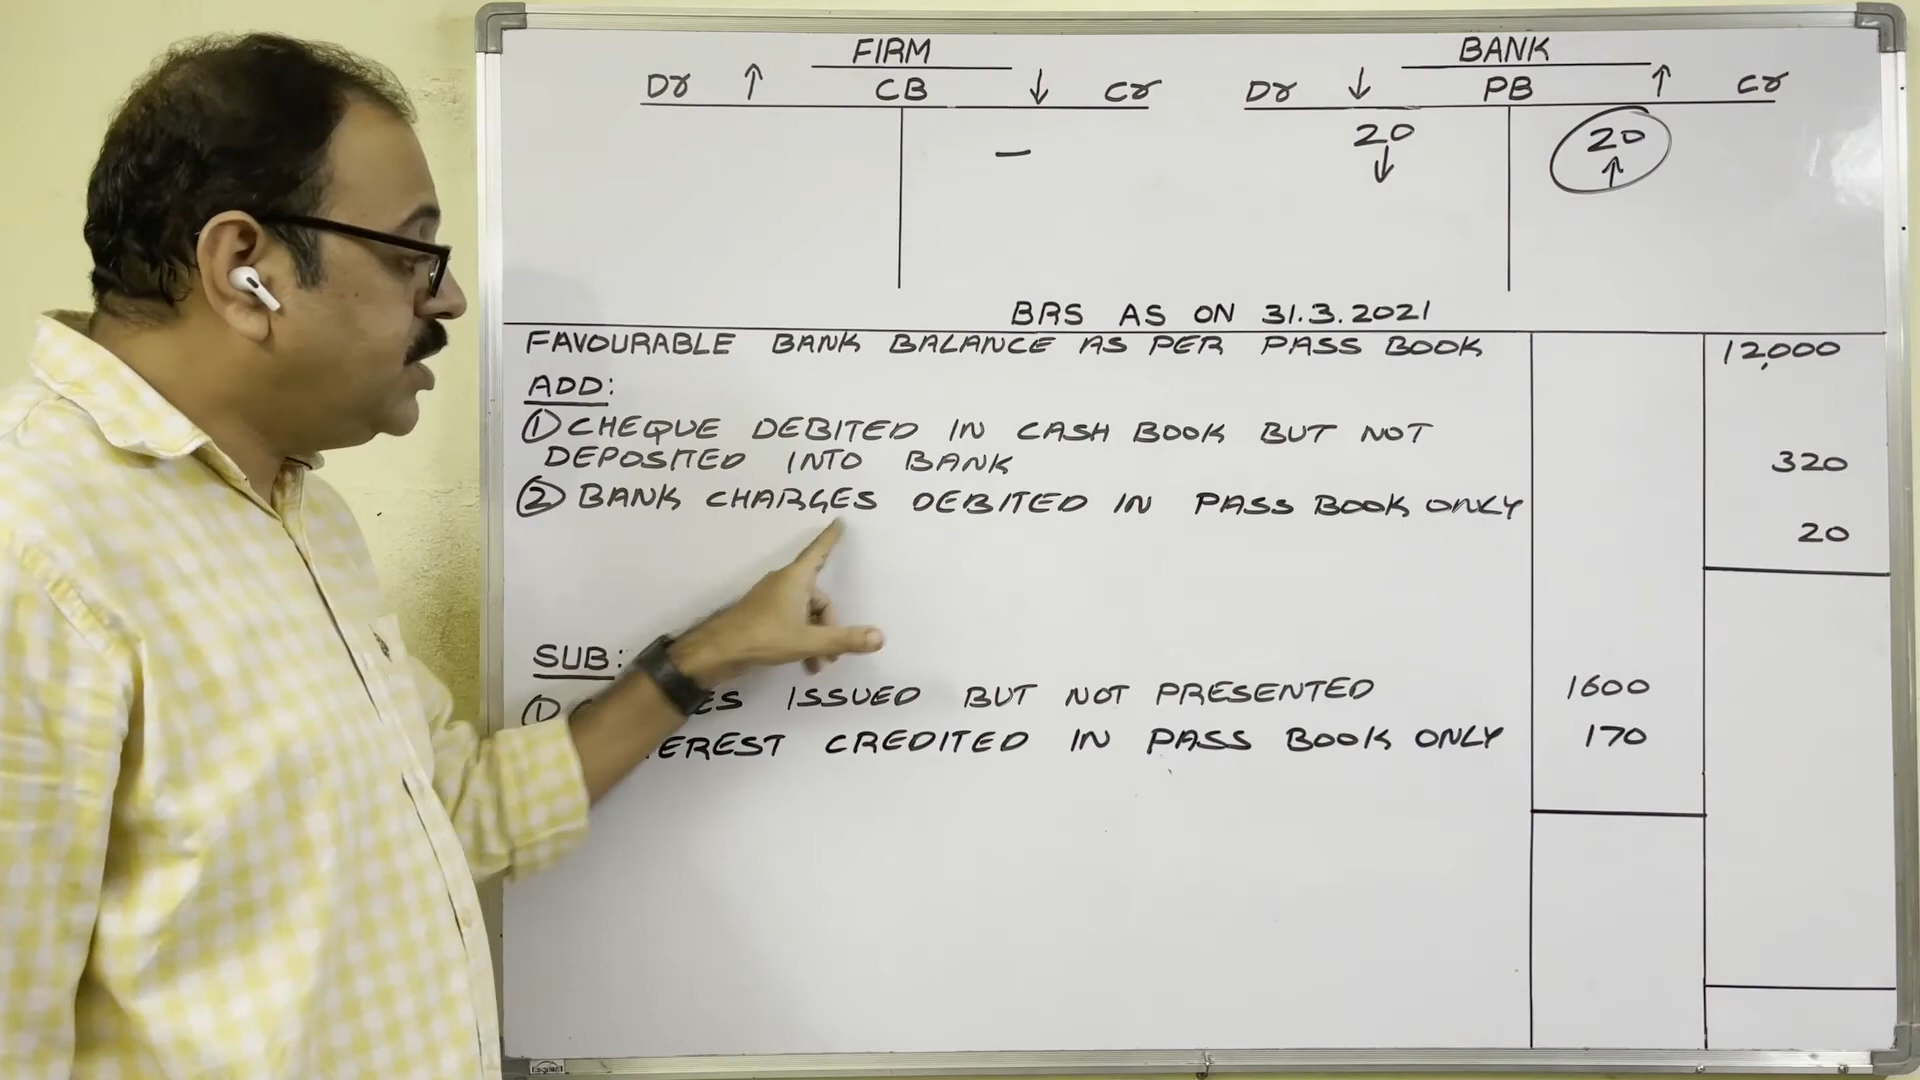 FIRM
BANK
Dr ↑ CB ↓ Cr
Dr ↓ PB ↑ Cr
—
20
↓
20
↑
BRS AS ON 31.3.2021
FAVOURABLE BANK BALANCE AS PER PASS BOOK 12,000
ADD:
① CHEQUE DEBITED IN CASH BOOK BUT NOT
DEPOSITED INTO BANK 320
② BANK CHARGES DEBITED IN PASS BOOK ONLY
20
SUB:
① ISSUED BUT NOT PRESENTED 1600
CREDITED IN PASS BOOK ONLY 170